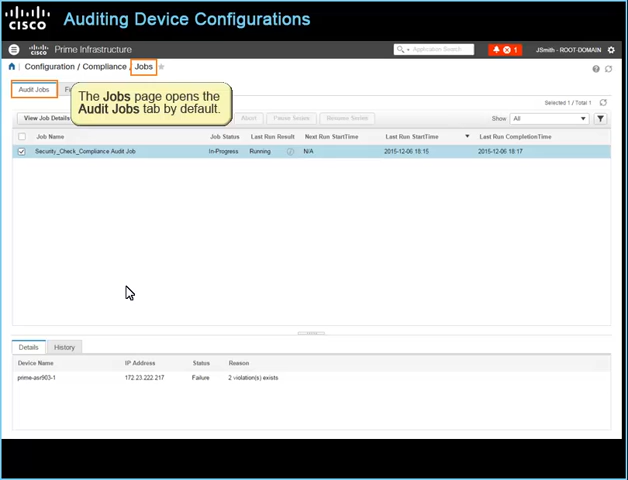 CISCO
Auditing Device Configurations
CISCO Prime Infrastructure
Application Search
1
JSmith - ROOT-DOMAIN
Configuration / Compliance / Jobs
Audit Jobs
The Jobs page opens the
Audit Jobs tab by default.
Selected 1 / Total 1
View Job Details
Abort
Pause Series
Resume Series
Show
All
Job Name
Job Status
Last Run Result
Next Run StartTime
Last Run StartTime
Last Run CompletionTime
Security_Check_Compliance Audit Job
In-Progress
Running
N/A
2015-12-06 18:15
2015-12-06 18:17
Details
History
Device Name
IP Address
Status
Reason
prime-asr903-1
172.23.222.217
Failure
2 violation(s) exists